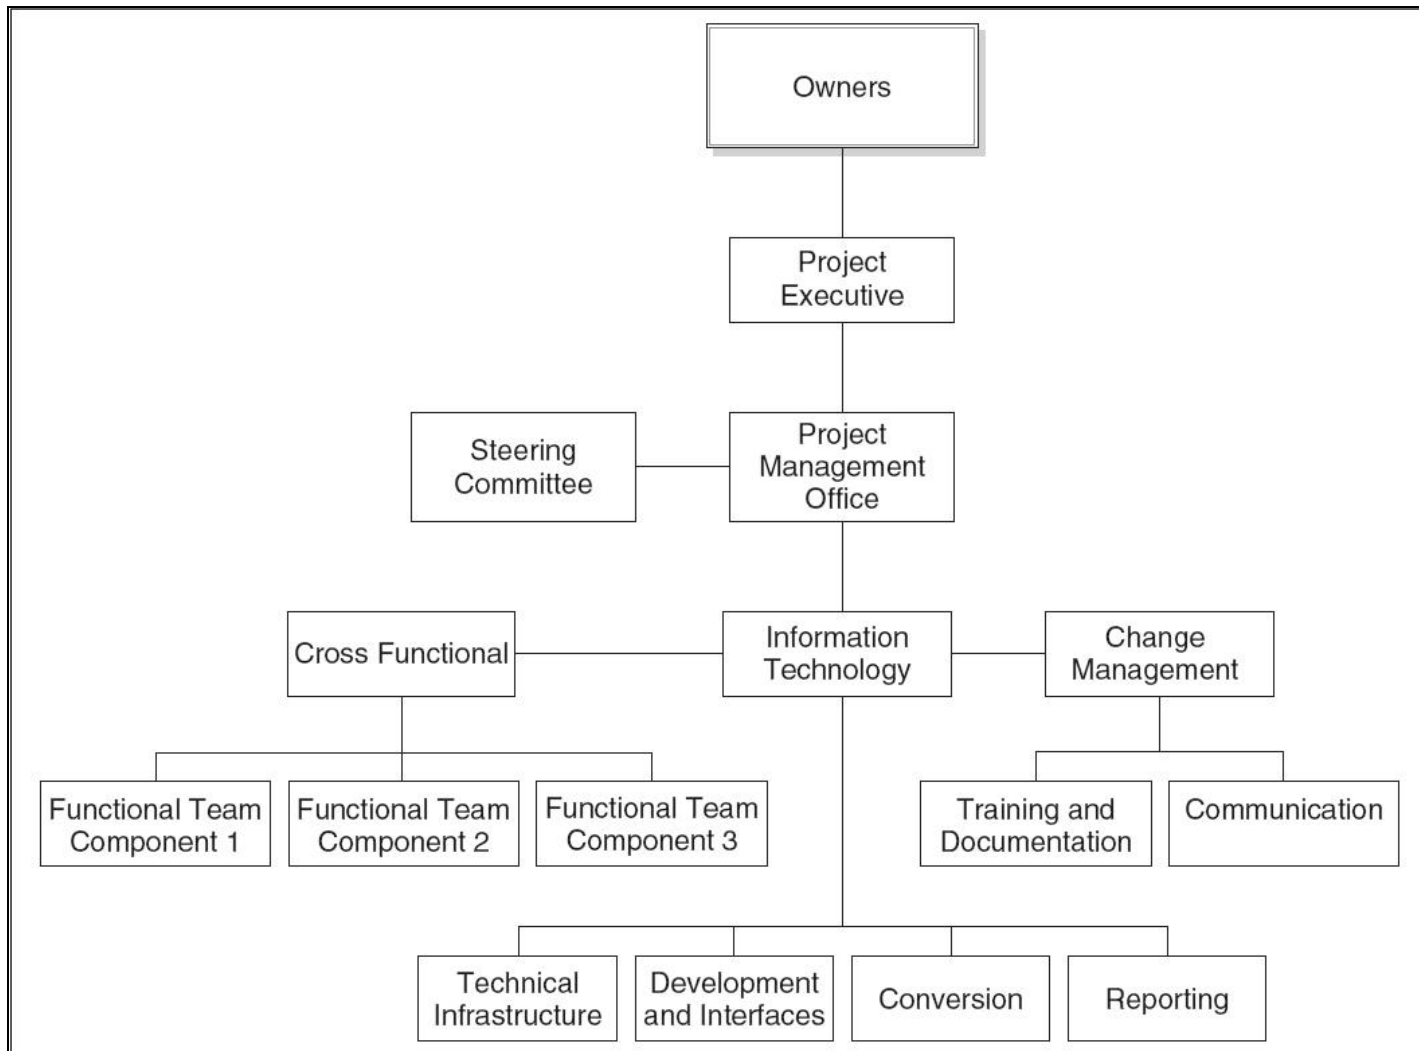 Owners
Project
Executive
Steering
Committee
Project
Management
Office
Cross Functional
Information
Technology
Change
Management
Functional Team
Component 1
Functional Team
Component 2
Functional Team
Component 3
Training and
Documentation
Communication
Technical
Infrastructure
Development
and Interfaces
Conversion
Reporting